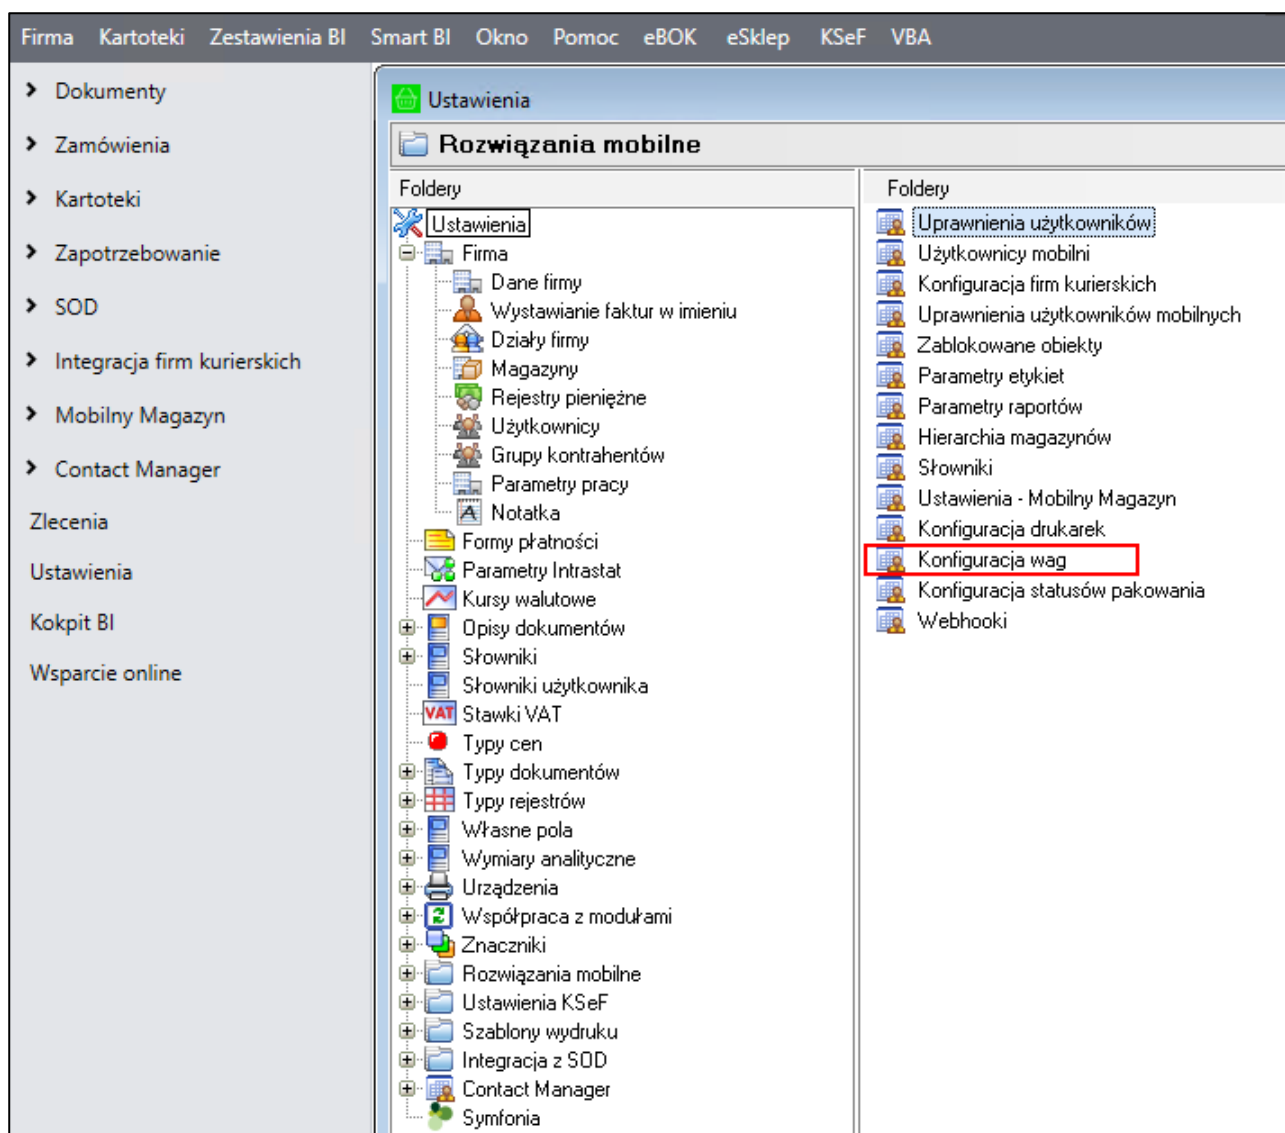 Firma Kartoteki Zestawienia BI Smart BI Okno Pomoc eBOK eSklep KSeF VBA
Dokumenty
Zamówienia
Kartoteki
Zapotrzebowanie
SOD
Integracja firm kurierskich
Mobilny Magazyn
Contact Manager
Zlecenia
Ustawienia
Kokpit BI
Wsparcie online
Ustawienia
Rozwiązania mobilne
Foldery
Ustawienia
Firma
Dane firmy
Wystawianie faktur w imieniu
Działy firmy
Magazyny
Rejestry pieniężne
Użytkownicy
Grupy kontrahentów
Parametry pracy
Notatka
Formy płatności
Parametry Intrastat
Kursy walutowe
Opisy dokumentów
Słowniki
Słowniki użytkownika
VAT Stawki VAT
Typy cen
Typy dokumentów
Typy rejestrów
Własne pola
Wymiary analityczne
Urządzenia
Współpraca z modułami
Znaczniki
Rozwiązania mobilne
Ustawienia KSeF
Szablony wydruku
Integracja z SOD
Contact Manager
Symfonia
Foldery
Uprawnienia użytkowników
Użytkownicy mobilni
Konfiguracja firm kurierskich
Uprawnienia użytkowników mobilnych
Zablokowane obiekty
Parametry etykiet
Parametry raportów
Hierarchia magazynów
Słowniki
Ustawienia - Mobilny Magazyn
Konfiguracja drukarek
Konfiguracja wag
Konfiguracja statusów pakowania
Webhooki